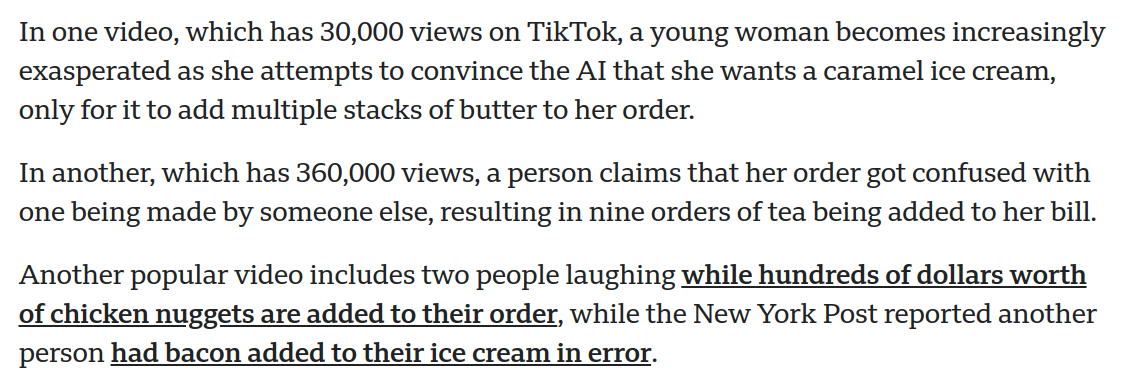 In one video, which has 30,000 views on TikTok, a young woman becomes increasingly
exasperated as she attempts to convince the AI that she wants a caramel ice cream,
only for it to add multiple stacks of butter to her order.
In another, which has 360,000 views, a person claims that her order got confused with
one being made by someone else, resulting in nine orders of tea being added to her bill.
Another popular video includes two people laughing while hundreds of dollars worth
of chicken nuggets are added to their order, while the New York Post reported another
person had bacon added to their ice cream in error.